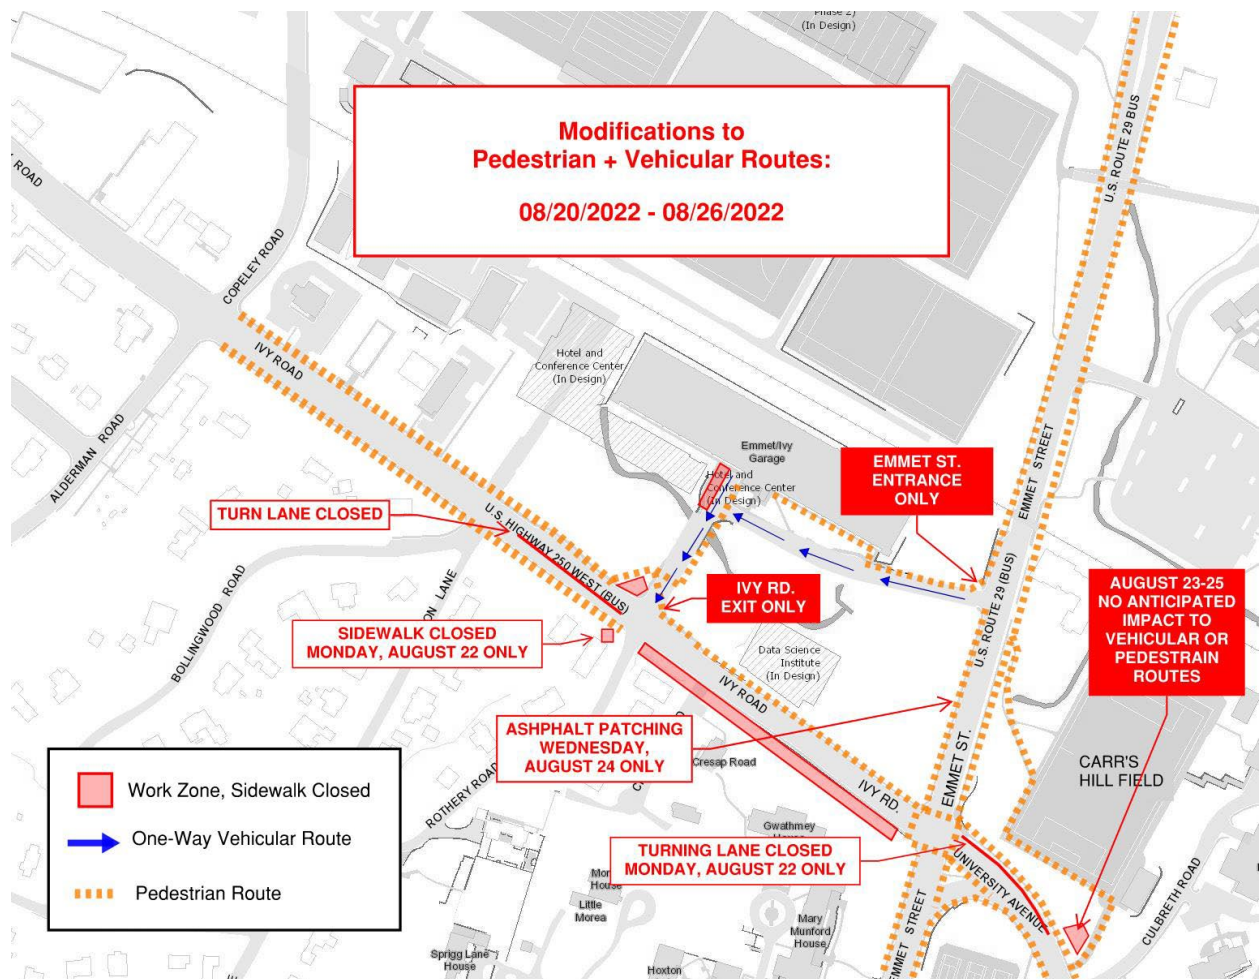 Phase 2)
(In Design)
Modifications to
Pedestrian + Vehicular Routes:
08/20/2022 - 08/26/2022
U.S. ROUTE 29 BUS
ROAD
COPELEY ROAD
IVY ROAD
ALDERMAN ROAD
Hotel and
Conference Center
(In Design)
Emmet/Ivy
Garage
Hotel and
Conference Center
(In Design)
EMMET ST.
ENTRANCE
ONLY
EMMET STREET
TURN LANE CLOSED
U.S. HIGHWAY 250 WEST (BUS)
U.S. ROUTE 29 (BUS)
IVY RD.
EXIT ONLY
AUGUST 23-25
NO ANTICIPATED
IMPACT TO
VEHICULAR OR
PEDESTRAIN
ROUTES
BOLLINGWOOD ROAD
ON LANE
SIDEWALK CLOSED
MONDAY, AUGUST 22 ONLY
Data Science
Institute
(In Design)
IVY ROAD
ASHPHALT PATCHING
WEDNESDAY,
AUGUST 24 ONLY
Cresap Road
EMMET ST.
CARR'S
HILL FIELD
IVY RD.
ROTHERY ROAD
Gwathmey
TURNING LANE CLOSED
MONDAY, AUGUST 22 ONLY
UNIVERSITY AVENUE
CULBRETH ROAD
House
Little
Morea
Mary
Munford
House
EMMET STREET
Sprigg Lane
House
Hoxton
Work Zone, Sidewalk Closed
One-Way Vehicular Route
Pedestrian Route